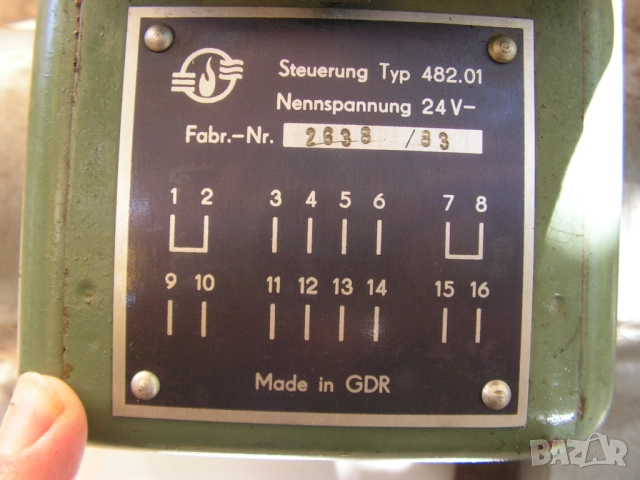 Steuerung Typ 482.01
Nennspannung 24V–
Fabr.–Nr. 2638 /83
1 2 3 4 5 6 7 8
9 10 11 12 13 14 15 16
Made in GDR
BAZAR